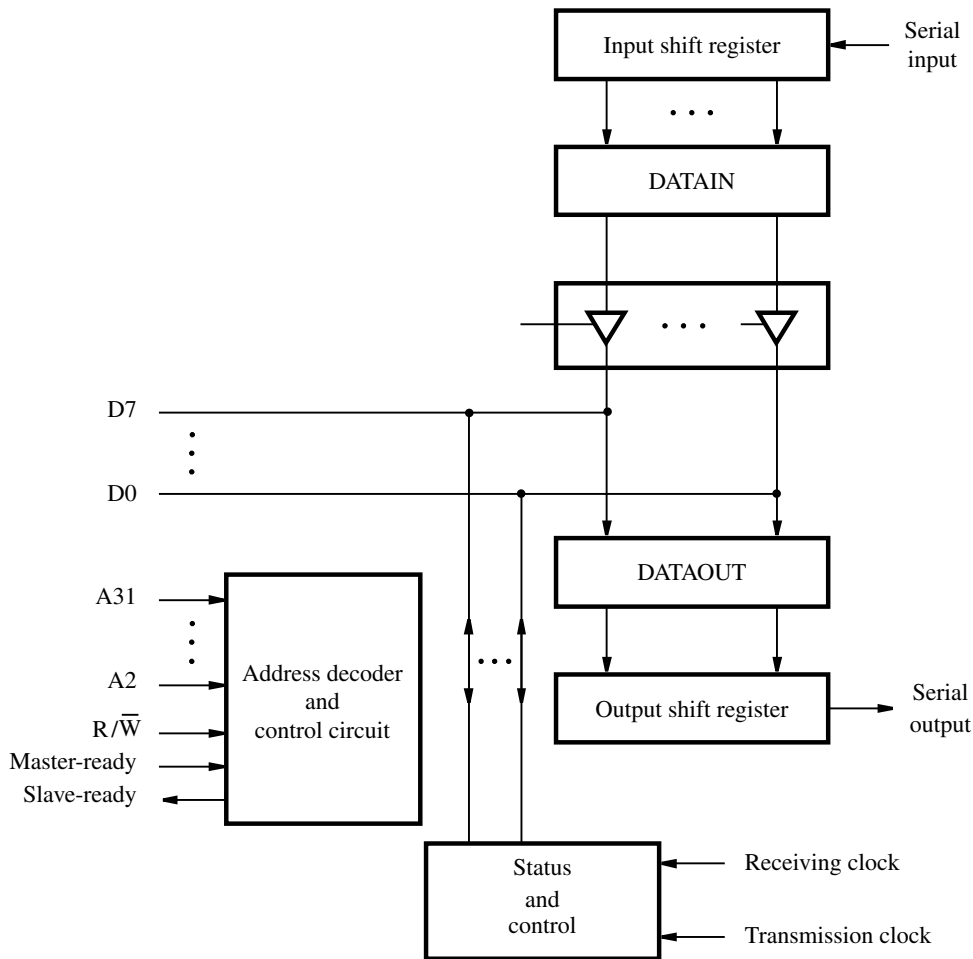 Input shift register
Serial
input
DATAIN
D7
D0
DATAOUT
A31
A2
R/W̅
Master-ready
Slave-ready
Address decoder
and
control circuit
Output shift register
Serial
output
Status
and
control
Receiving clock
Transmission clock